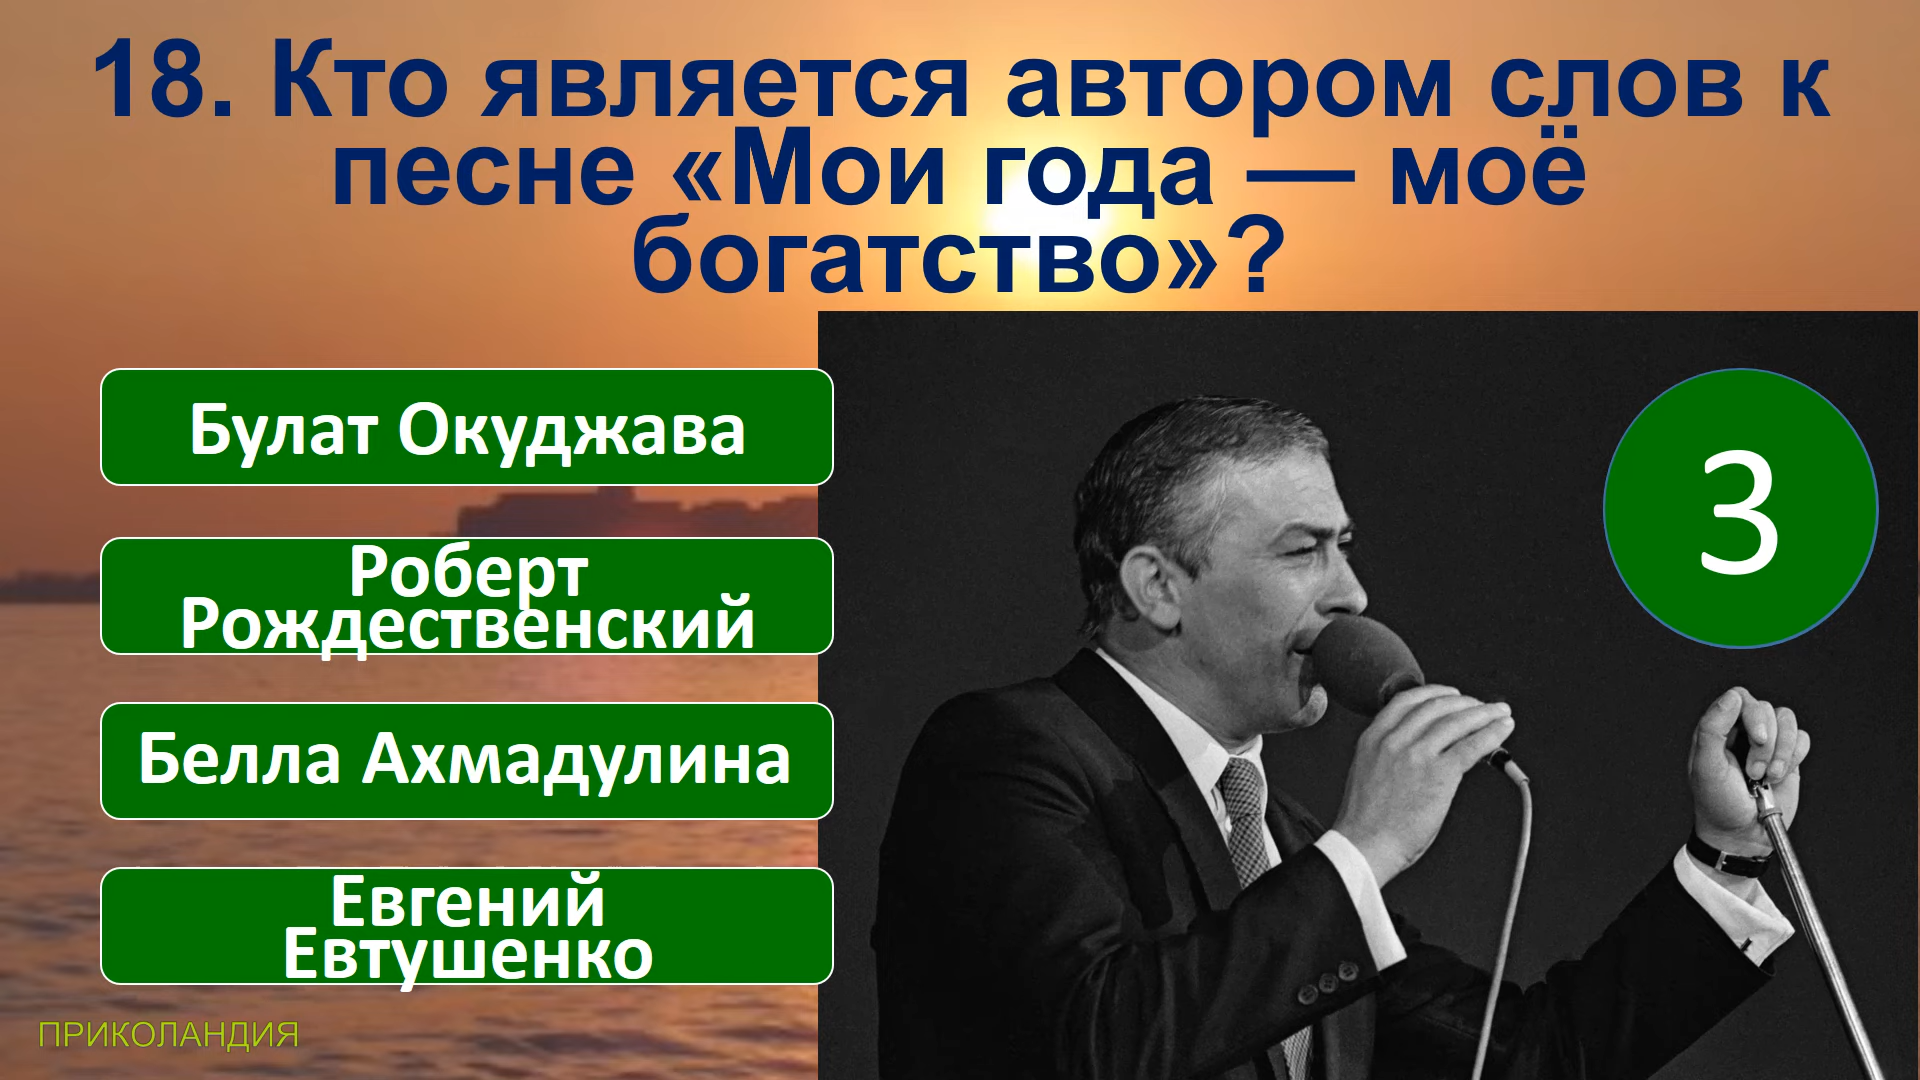 18. Кто является автором слов к
песне «Мои года — моё
богатство»?
Булат Окуджава
3
Роберт
Рождественский
Белла Ахмадулина
Евгений
Евтушенко
ПРИКОЛАНДИЯ